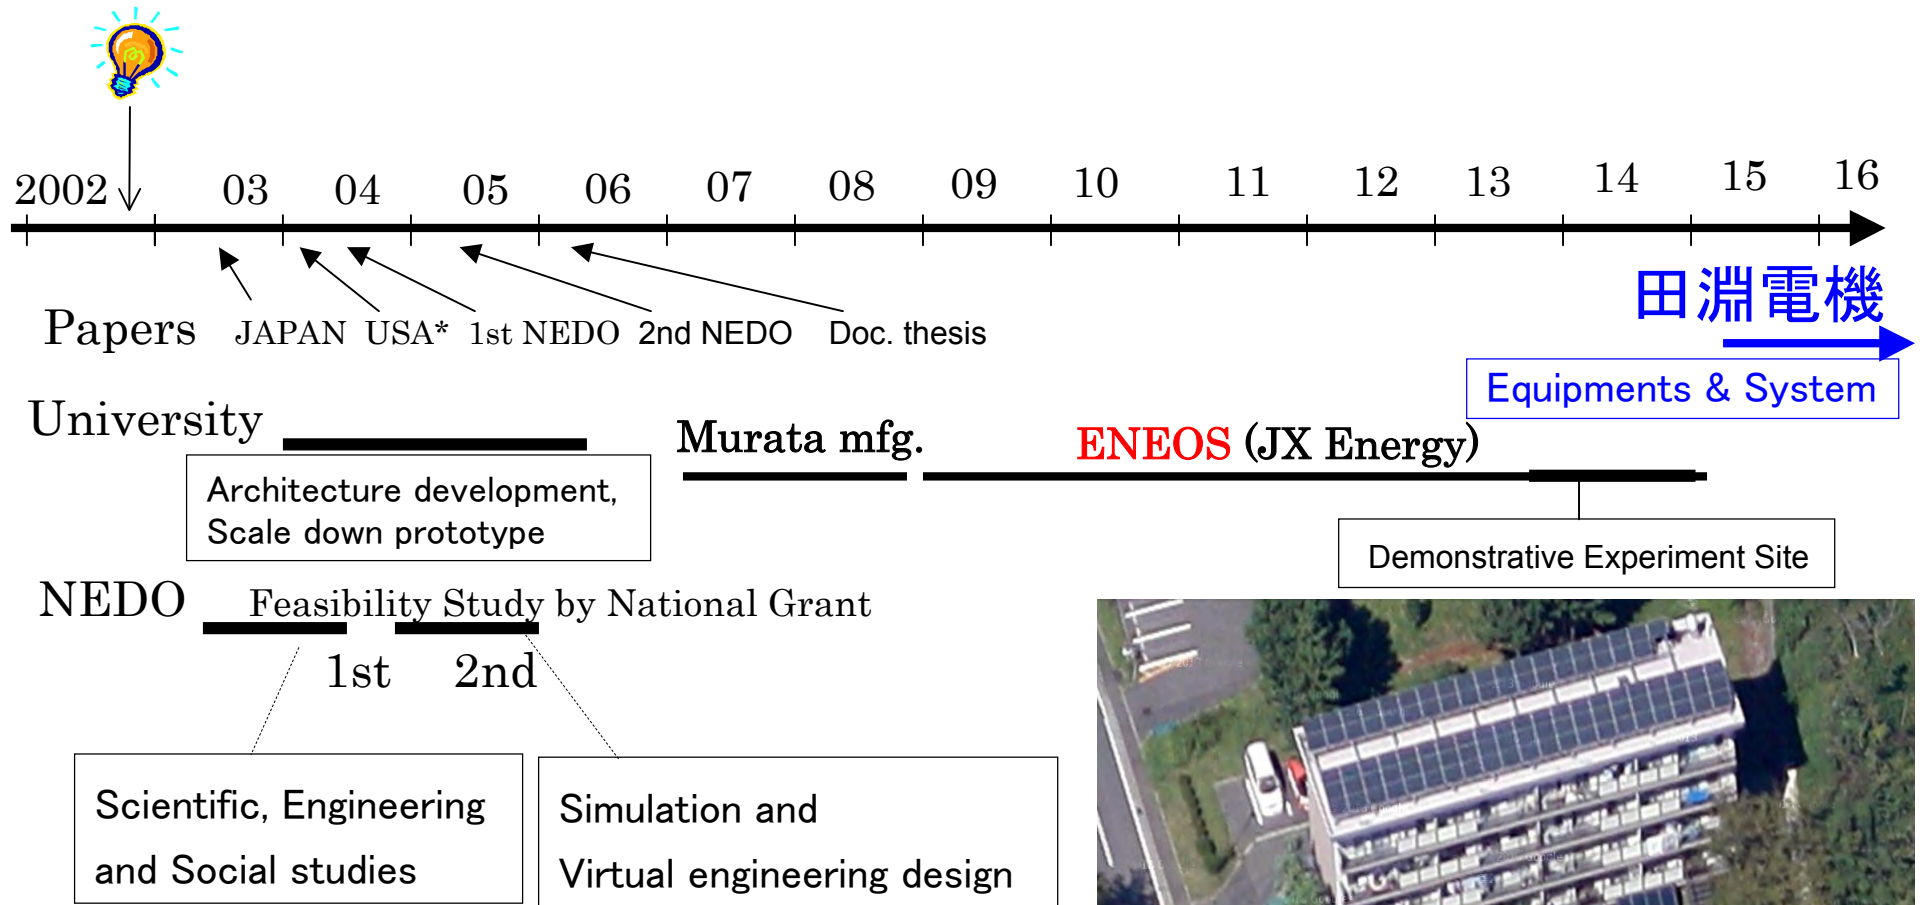 2002 03 04 05 06 07 08 09 10 11 12 13 14 15 16
田淵電機
Papers JAPAN USA* 1st NEDO 2nd NEDO Doc. thesis
Equipments & System
University
Murata mfg. ENEOS (JX Energy)
Architecture development,
Scale down prototype
Demonstrative Experiment Site
NEDO Feasibility Study by National Grant
1st 2nd
Scientific, Engineering
and Social studies
Simulation and
Virtual engineering design